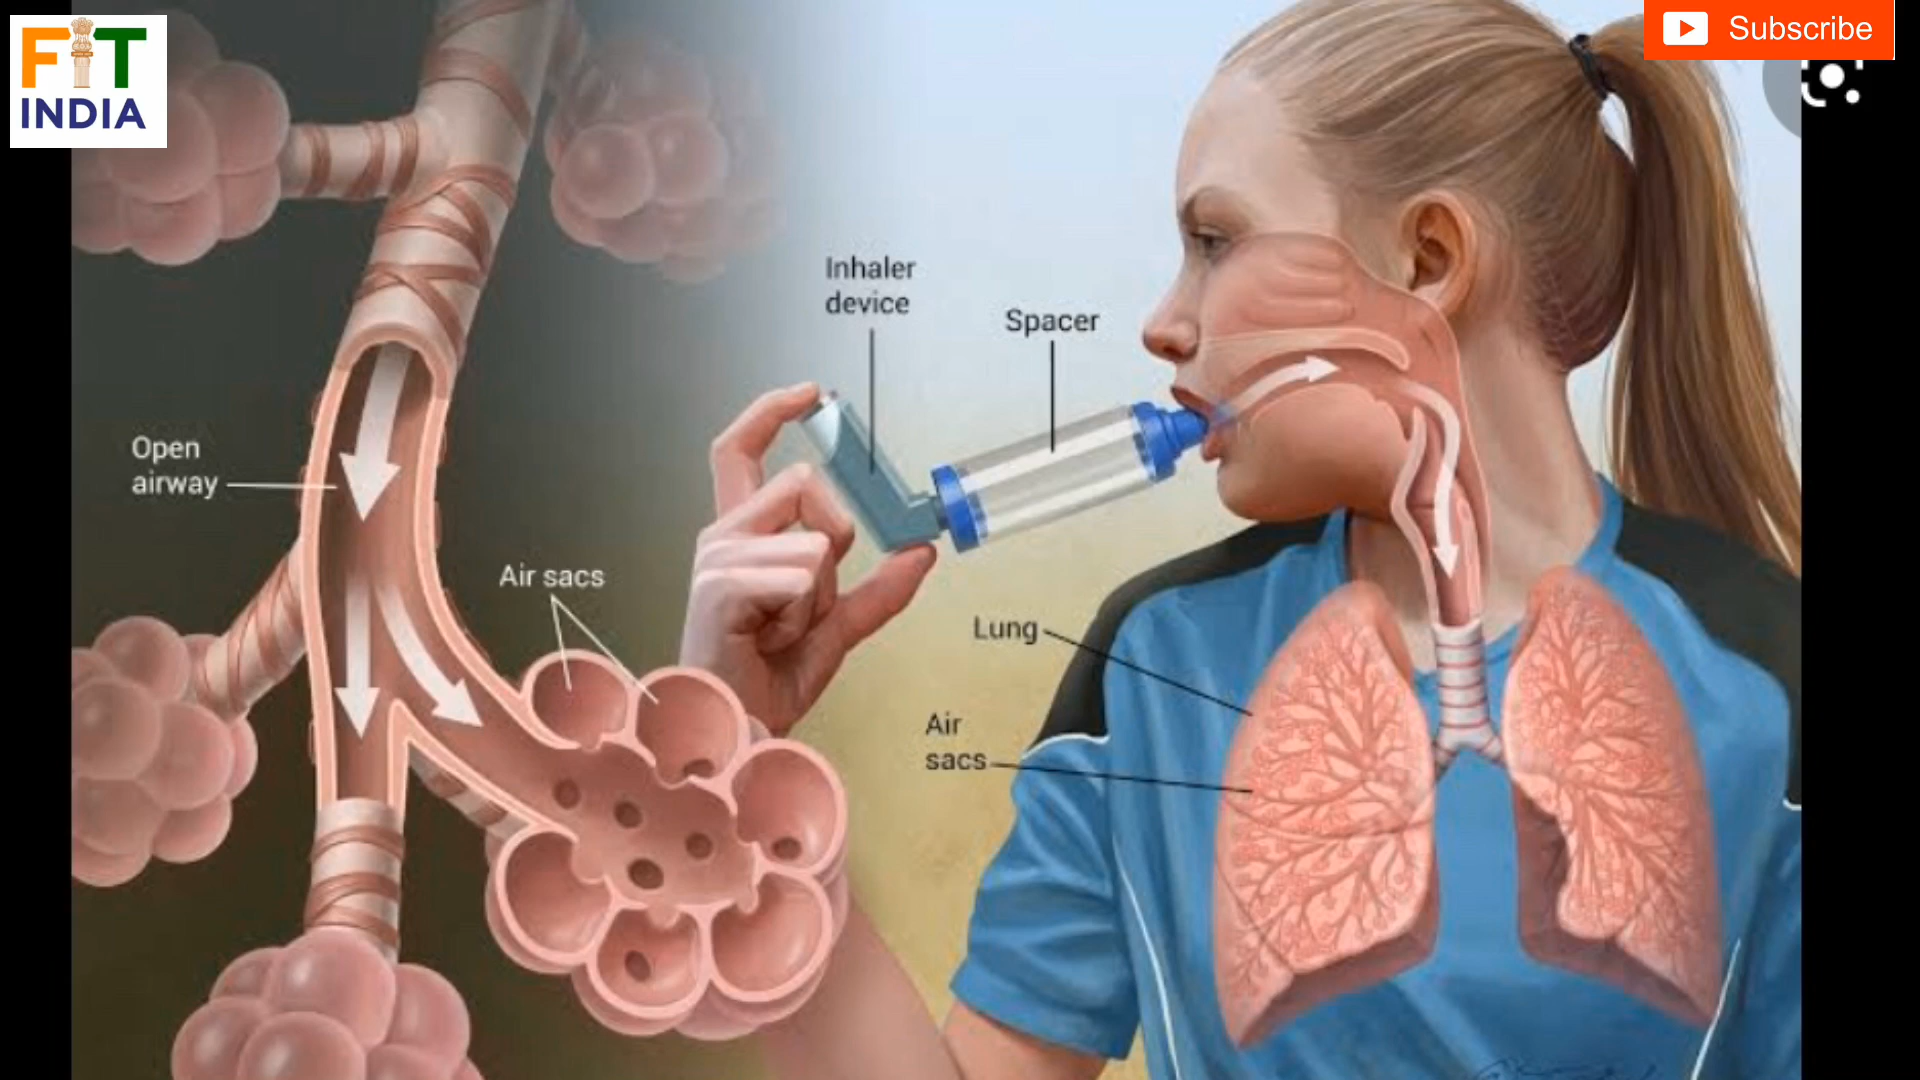 FIT
INDIA
Subscribe
Inhaler
device
Spacer
Open
airway
Air sacs
Lung
Air
sacs